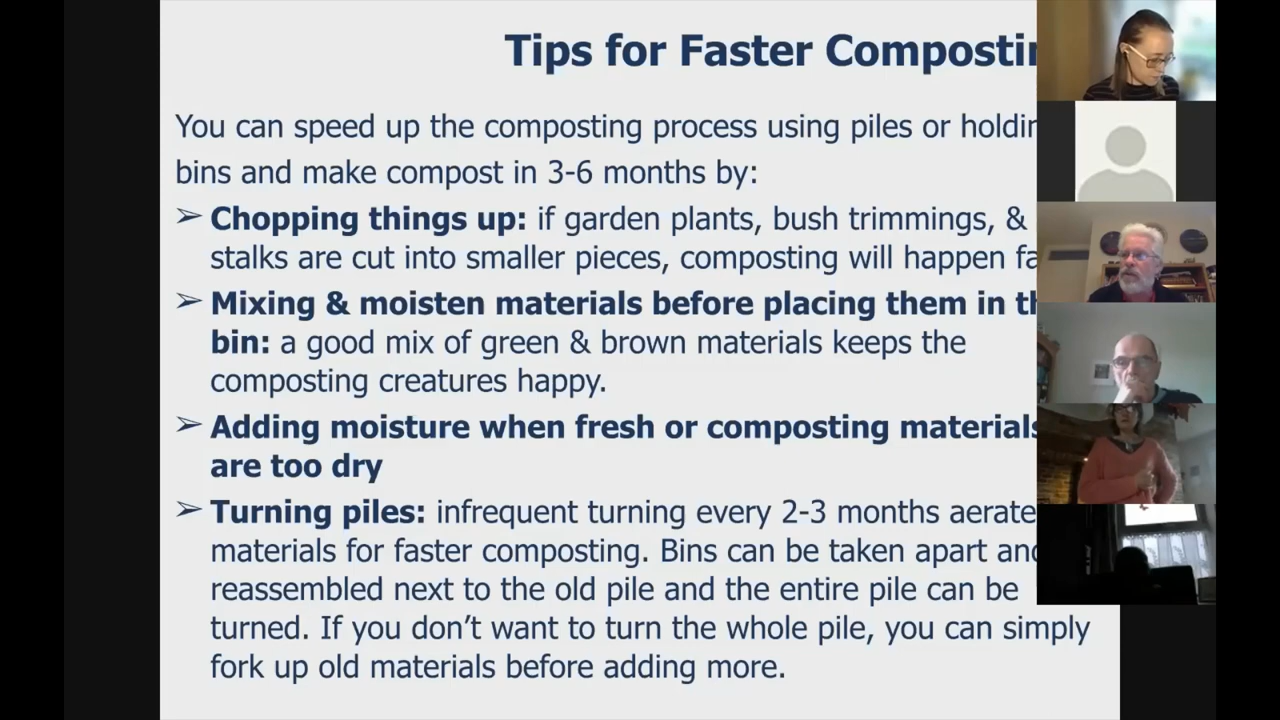 Tips for Faster Compostin
You can speed up the composting process using piles or holdin
bins and make compost in 3-6 months by:
➢ Chopping things up: if garden plants, bush trimmings, &
stalks are cut into smaller pieces, composting will happen fa
➢ Mixing & moisten materials before placing them in th
bin: a good mix of green & brown materials keeps the
composting creatures happy.
➢ Adding moisture when fresh or composting materials
are too dry
➢ Turning piles: infrequent turning every 2-3 months aerate
materials for faster composting. Bins can be taken apart and
reassembled next to the old pile and the entire pile can be
turned. If you don’t want to turn the whole pile, you can simply
fork up old materials before adding more.